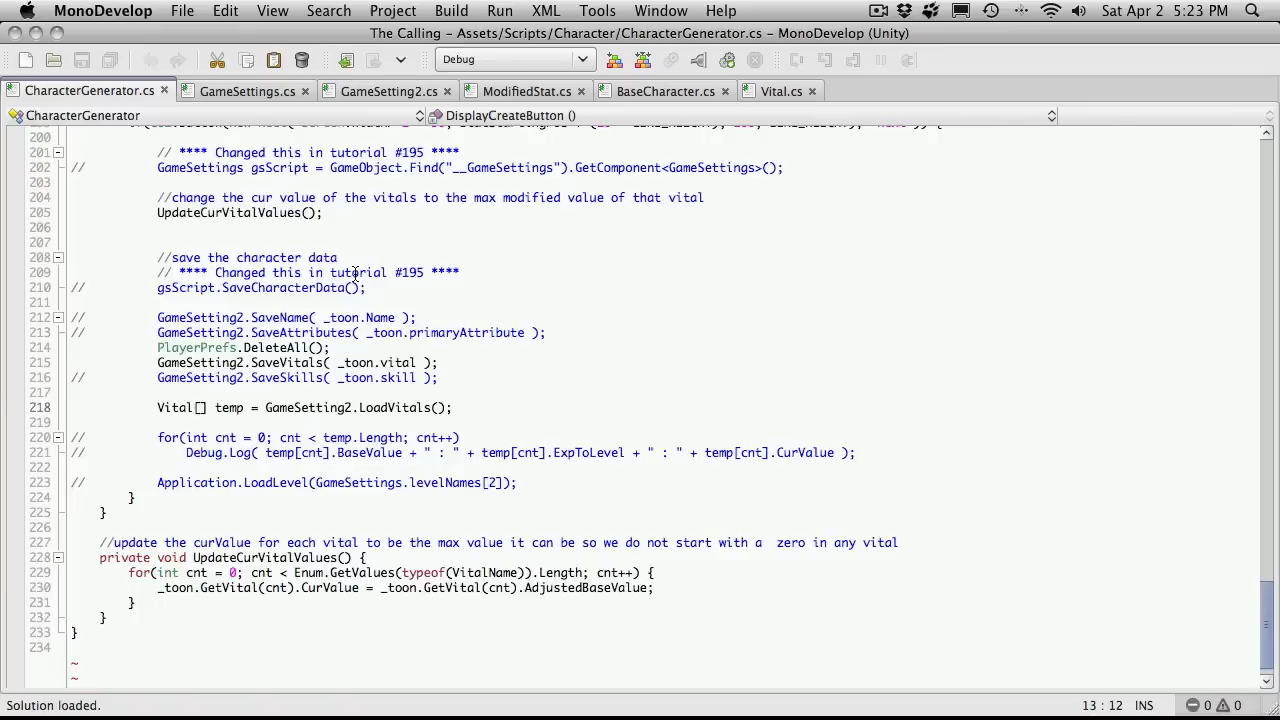 MonoDevelop File Edit View Search Project Build Run XML Tools Window Help Sat Apr 2 5:23 PM
The Calling - Assets/Scripts/Character/CharacterGenerator.cs - MonoDevelop (Unity)
Debug
CharacterGenerator.cs GameSettings.cs GameSetting2.cs ModifiedStat.cs BaseCharacter.cs Vital.cs
CharacterGenerator DisplayCreateButton ()
200
201 // **** Changed this in tutorial #195 ****
202 // GameSettings gsScript = GameObject.Find("__GameSettings").GetComponent<GameSettings>();
203
204 //change the cur value of the vitals to the max modified value of that vital
205 UpdateCurVitalValues();
206
207
208 //save the character data
209 // **** Changed this in tutorial #195 ****
210 // gsScript.SaveCharacterData();
211
212 // GameSetting2.SaveName( _toon.Name );
213 // GameSetting2.SaveAttributes( _toon.primaryAttribute );
214 PlayerPrefs.DeleteAll();
215 GameSetting2.SaveVitals( _toon.vital );
216 // GameSetting2.SaveSkills( _toon.skill );
217
218 Vital[] temp = GameSetting2.LoadVitals();
219
220 // for(int cnt = 0; cnt < temp.Length; cnt++)
221 // Debug.Log( temp[cnt].BaseValue + " : " + temp[cnt].ExpToLevel + " : " + temp[cnt].CurValue );
222
223 // Application.LoadLevel(GameSettings.levelNames[2]);
224 }
225 }
226
227 //update the curValue for each vital to be the max value it can be so we do not start with a  zero in any vital
228 private void UpdateCurVitalValues() {
229 for(int cnt = 0; cnt < Enum.GetValues(typeof(VitalName)).Length; cnt++) {
230 _toon.GetVital(cnt).CurValue = _toon.GetVital(cnt).AdjustedBaseValue;
231 }
232 }
233 }
234
~
~
Solution loaded. 13 : 12 INS 0 0